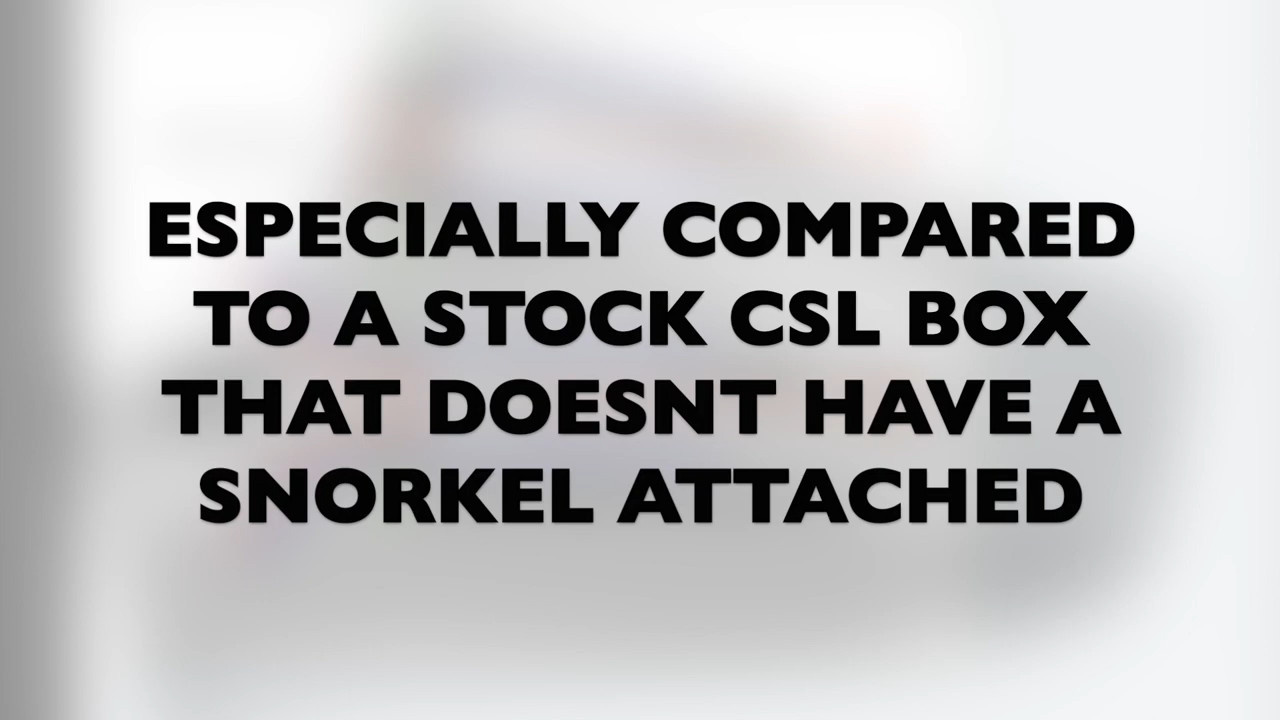 ESPECIALLY COMPARED
TO A STOCK CSL BOX
THAT DOESNT HAVE A
SNORKEL ATTACHED